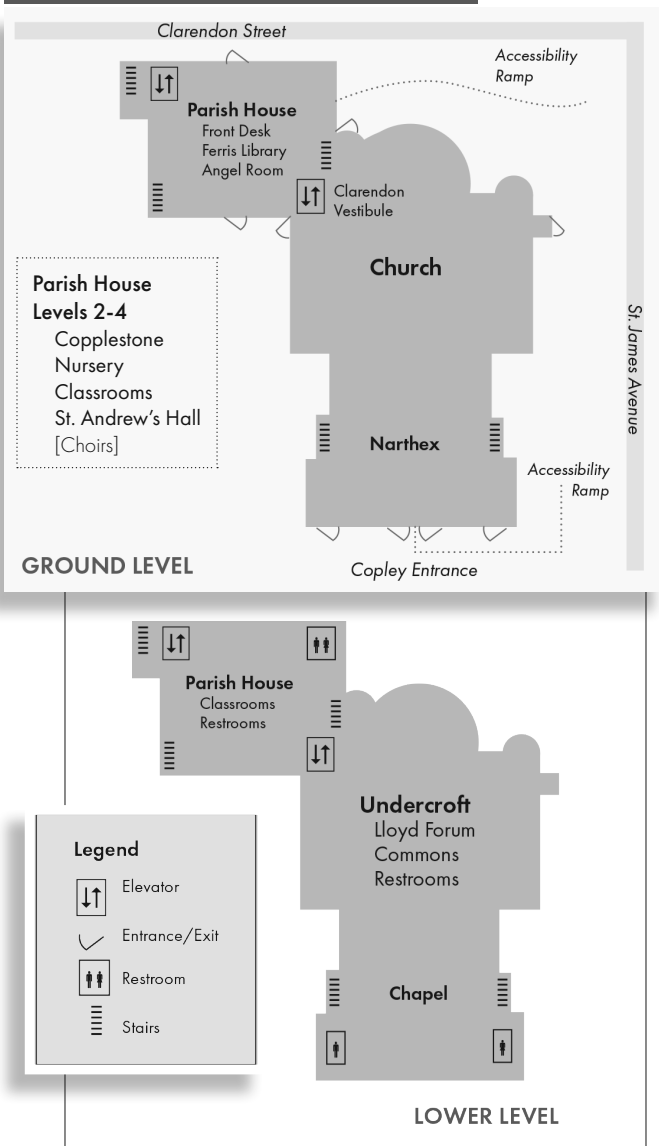 Clarendon Street
Accessibility
Ramp
Parish House
Front Desk
Ferris Library
Angel Room
Clarendon
Vestibule
Church
Parish House
Levels 2-4
Copplestone
Nursery
Classrooms
St. Andrew's Hall
[Choirs]
St. James Avenue
Narthex
Accessibility
Ramp
GROUND LEVEL
Copley Entrance
Parish House
Classrooms
Restrooms
Undercroft
Lloyd Forum
Commons
Restrooms
Legend
Elevator
Entrance/Exit
Restroom
Stairs
Chapel
LOWER LEVEL